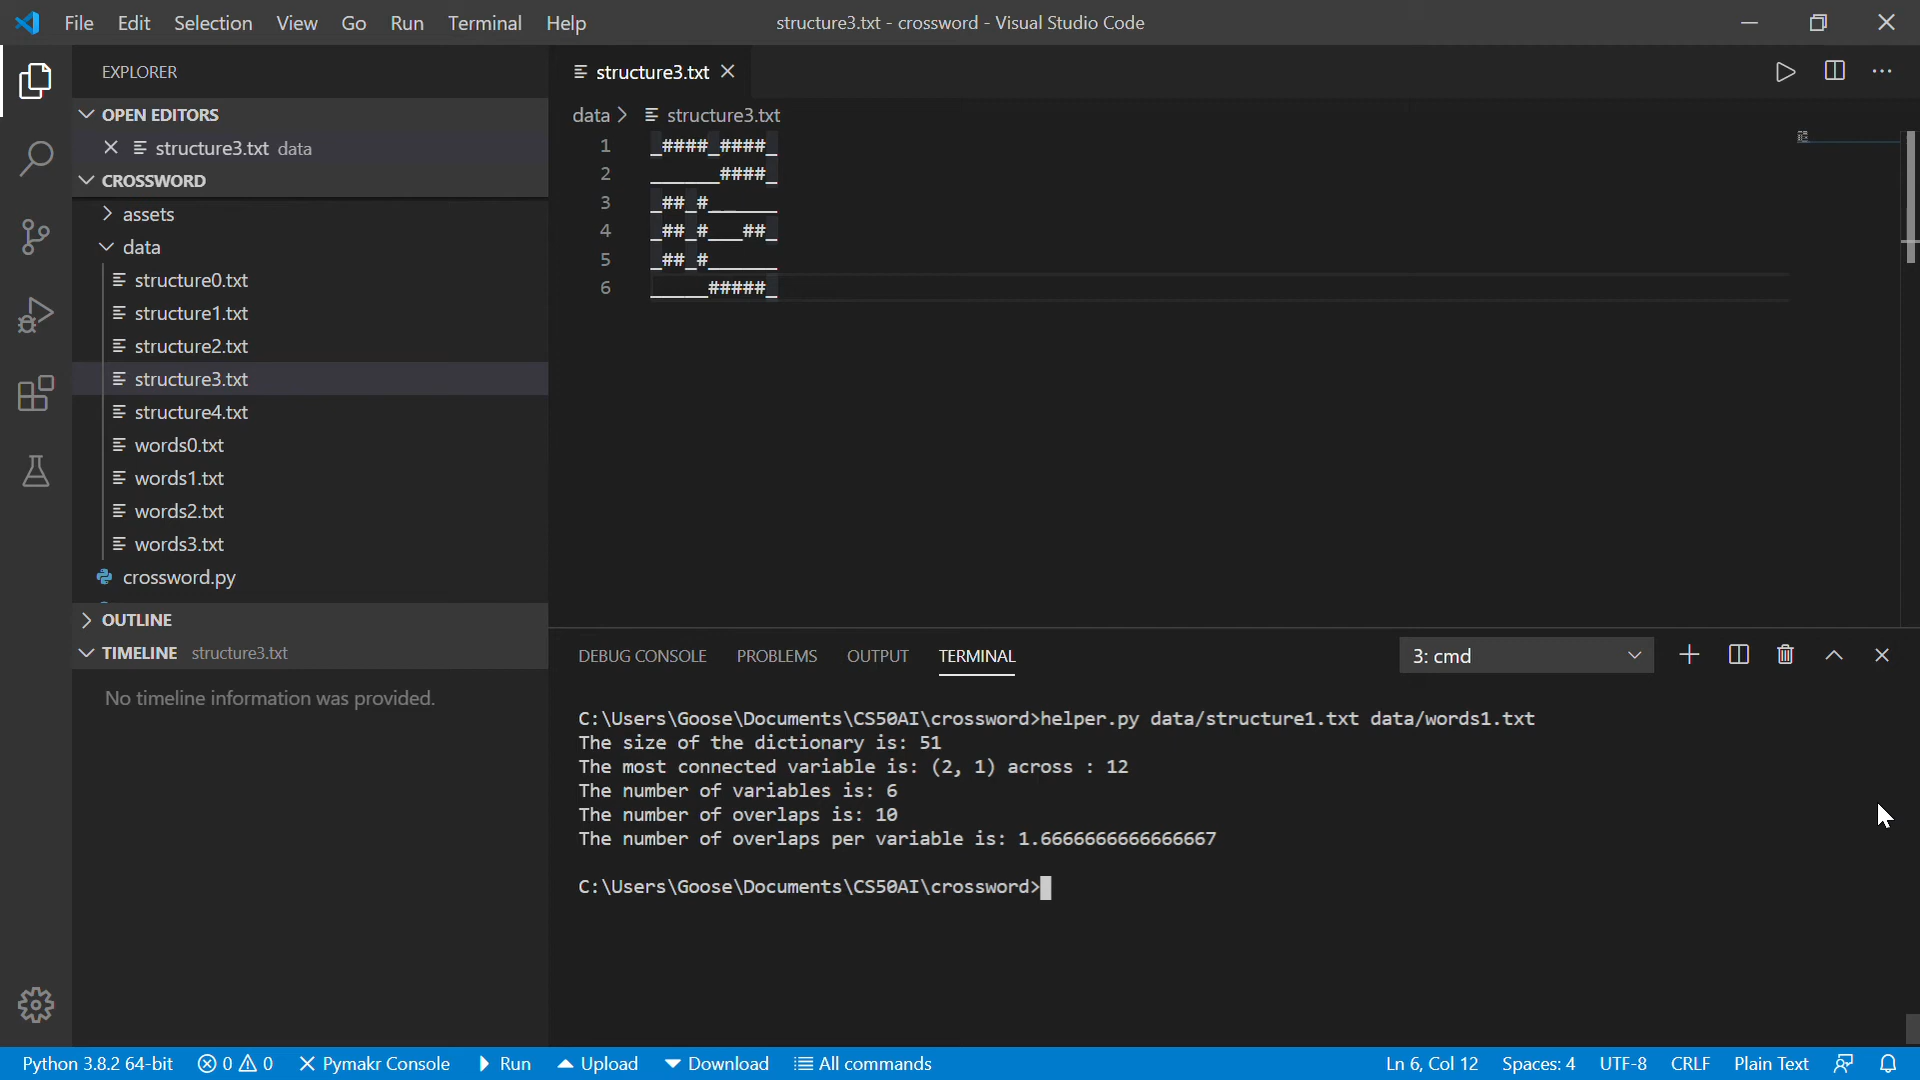 File Edit Selection View Go Run Terminal Help
structure3.txt - crossword - Visual Studio Code
EXPLORER
OPEN EDITORS
structure3.txt data
CROSSWORD
assets
data
structure0.txt
structure1.txt
structure2.txt
structure3.txt
structure4.txt
words0.txt
words1.txt
words2.txt
words3.txt
crossword.py
OUTLINE
TIMELINE structure3.txt
No timeline information was provided.
structure3.txt
data > structure3.txt
1 _####_####_
2 ______####_
3 _##_#______
4 _##_#___##_
5 _##_#______
6 _____#####_
DEBUG CONSOLE PROBLEMS OUTPUT TERMINAL
3: cmd
C:\Users\Goose\Documents\CS50AI\crossword>helper.py data/structure1.txt data/words1.txt
The size of the dictionary is: 51
The most connected variable is: (2, 1) across : 12
The number of variables is: 6
The number of overlaps is: 10
The number of overlaps per variable is: 1.6666666666666667
C:\Users\Goose\Documents\CS50AI\crossword>
Python 3.8.2 64-bit 0 0 Pymakr Console Run Upload Download All commands Ln 6, Col 12 Spaces: 4 UTF-8 CRLF Plain Text